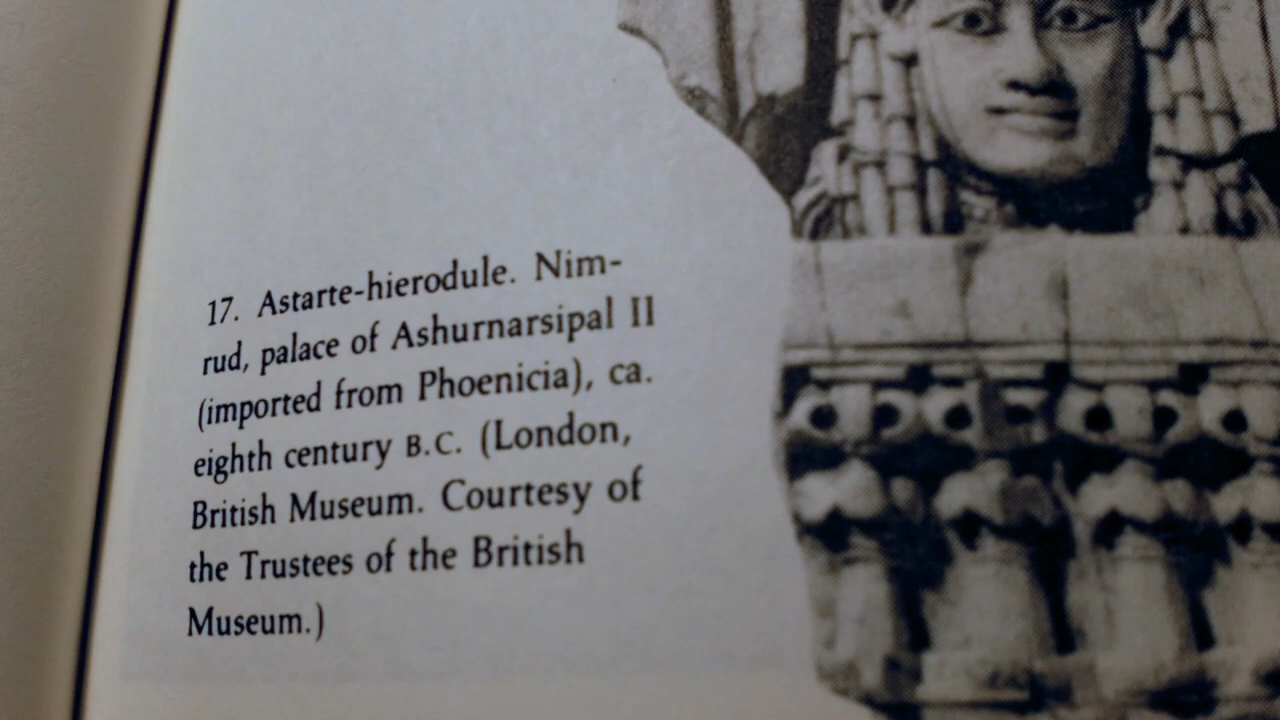 17. Astarte-hierodule. Nim-
rud, palace of Ashurnarsipal II
(imported from Phoenicia), ca.
eighth century B.C. (London,
British Museum. Courtesy of
the Trustees of the British
Museum.)